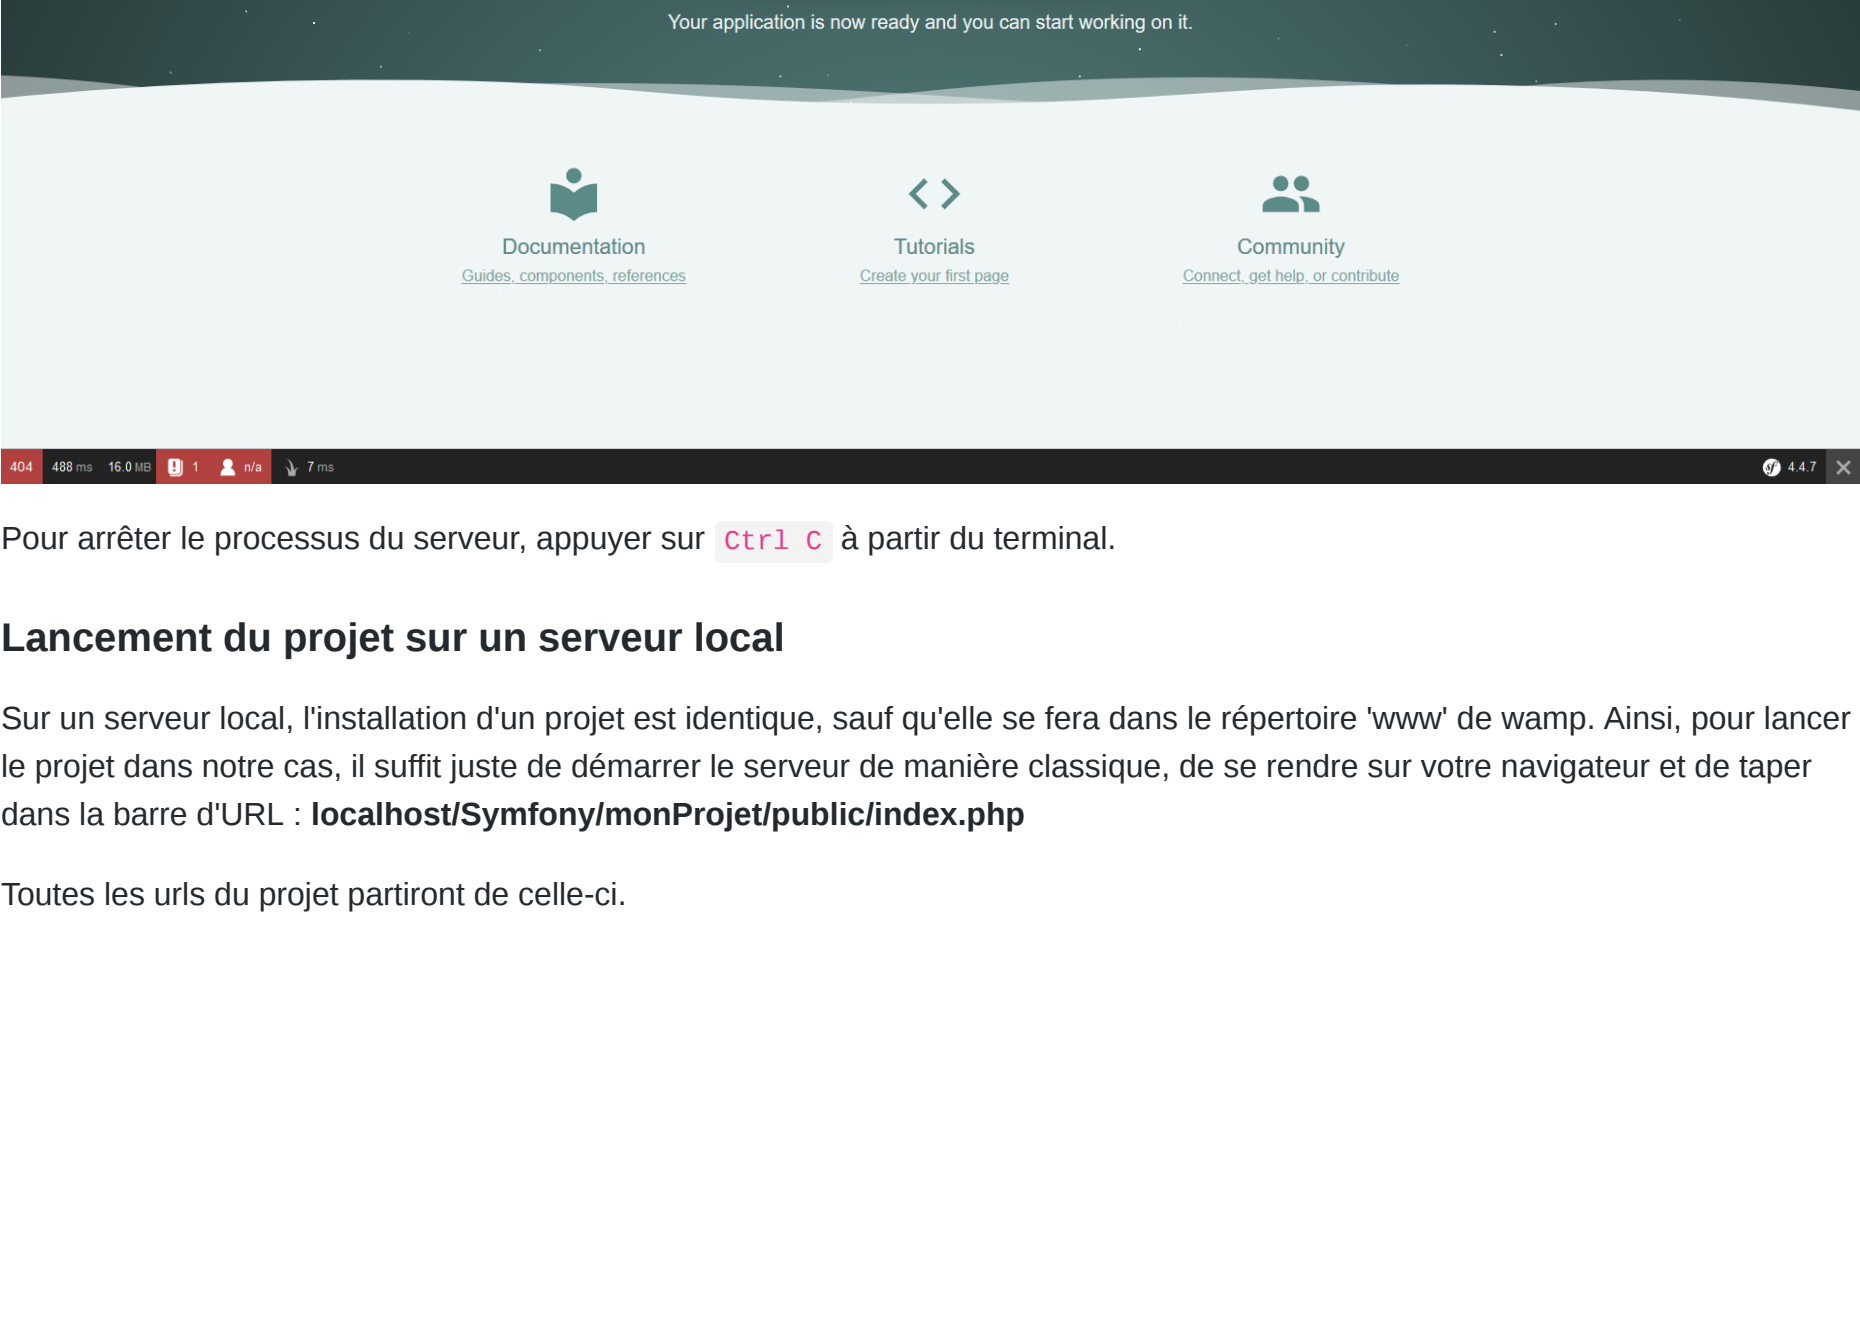 Your application is now ready and you can start working on it.
Documentation
Guides, components, references
Tutorials
Create your first page
Community
Connect, get help, or contribute
404 488 ms 16.0 MB 1 n/a 7 ms sf 4.4.7
Pour arrêter le processus du serveur, appuyer sur Ctrl C à partir du terminal.
Lancement du projet sur un serveur local
Sur un serveur local, l'installation d'un projet est identique, sauf qu'elle se fera dans le répertoire 'www' de wamp. Ainsi, pour lancer
le projet dans notre cas, il suffit juste de démarrer le serveur de manière classique, de se rendre sur votre navigateur et de taper
dans la barre d'URL : localhost/Symfony/monProjet/public/index.php
Toutes les urls du projet partiront de celle-ci.